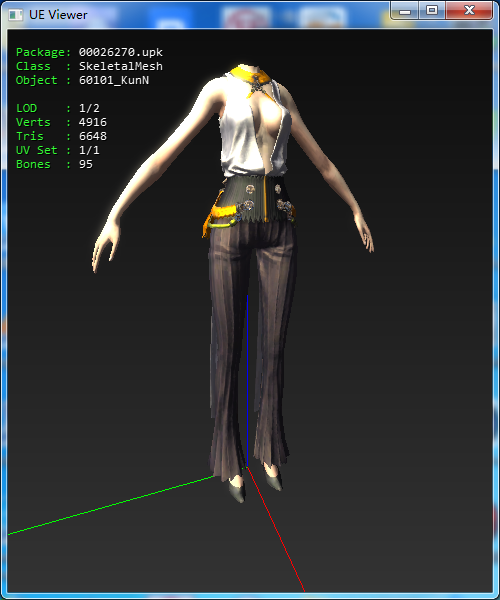 UE Viewer
Package: 00026270.upk
Class : SkeletalMesh
Object : 60101_KunN
LOD : 1/2
Verts : 4916
Tris : 6648
UV Set : 1/1
Bones : 95